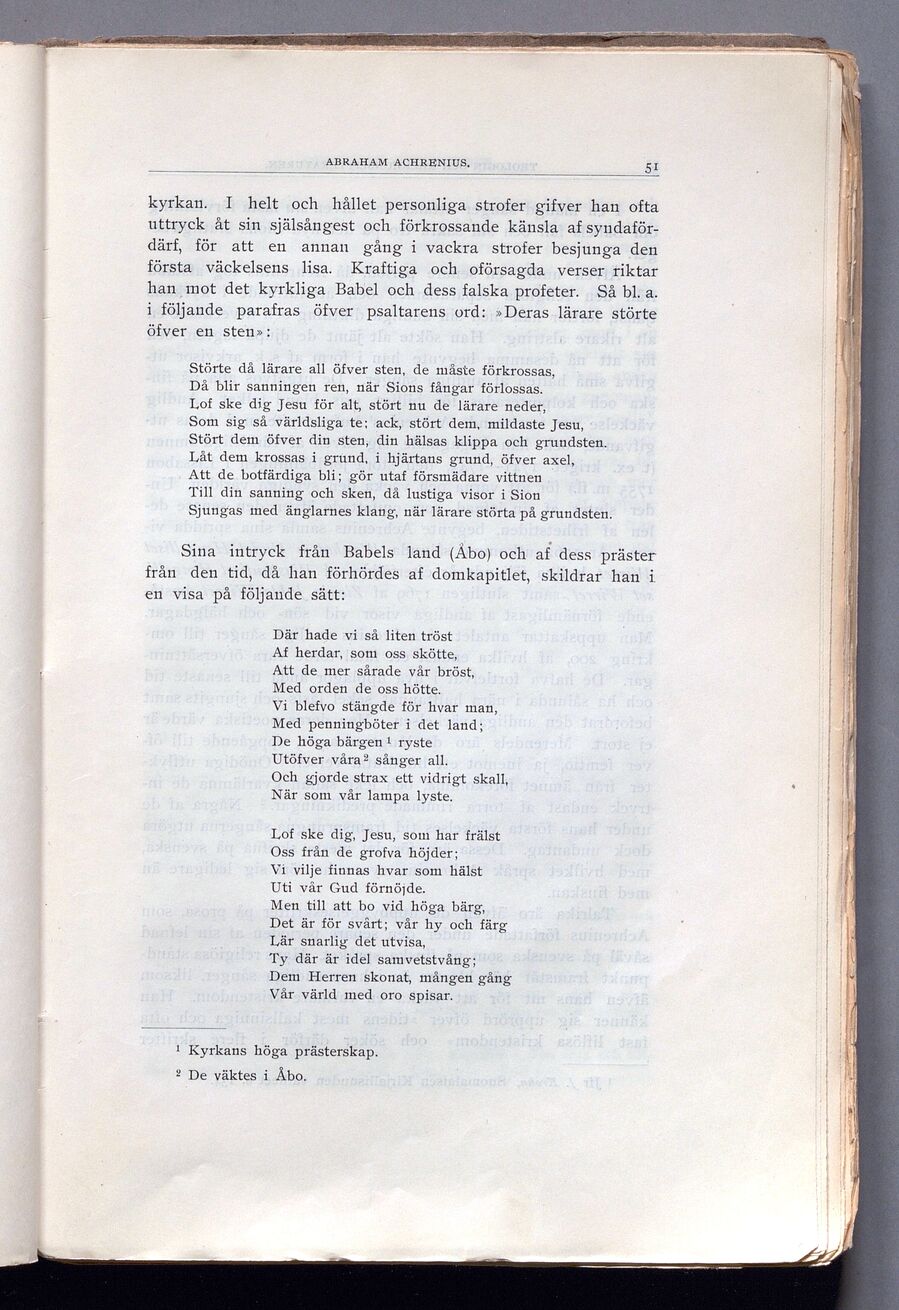 ABRAHAM ACHRENIUS. 51
kyrkan. I helt och hållet personliga strofer gifver han ofta
uttryck åt sin själsångest och förkrossande känsla af syndaför-
därf, för att en annan gång i vackra strofer besjunga den
första väckelsens lisa. Kraftiga och oförsagda verser riktar
han mot det kyrkliga Babel och dess falska profeter. Så bl. a.
i följande parafras öfver psaltarens ord: »Deras lärare störte
öfver en sten»:
Störte då lärare all öfver sten, de måste förkrossas,
Då blir sanningen ren, när Sions fångar förlossas.
Lof ske dig Jesu för alt, stört nu de lärare neder,
Som sig så världsliga te: ack, stört dem, mildaste Jesu,
Stört dem öfver din sten, din hälsas klippa och grundsten.
Låt dem krossas i grund, i hjärtans grund, öfver axel,
Att de botfärdiga bli; gör utaf försmädare vittnen
Till din sanning och sken, då lustiga visor i Sion
Sjungas med änglarnes klang, när lärare störta på grundsten.
Sina intryck från Babels land (Åbo) och af dess präster
från den tid, då han förhördes af domkapitlet, skildrar han i
en visa på följande sätt:
Där hade vi så liten tröst
Af herdar, som oss skötte,
Att de mer sårade vår bröst,
Med orden de oss hötte.
Vi blefvo stängde för hvar man,
Med penningböter i det land;
De höga bärgen ¹ ryste
Utöfver våra ² sånger all.
Och gjorde strax ett vidrigt skall,
När som vår lampa lyste.
Lof ske dig, Jesu, som har frälst
Oss från de grofva höjder;
Vi vilje finnas hvar som hälst
Uti vår Gud förnöjde.
Men till att bo vid höga bärg,
Det är för svårt; vår hy och färg
Lär snarlig det utvisa,
Ty där är idel samvetstvång;
Dem Herren skonat, mången gång
Vår värld med oro spisar.
¹ Kyrkans höga prästerskap.
² De väktes i Åbo.